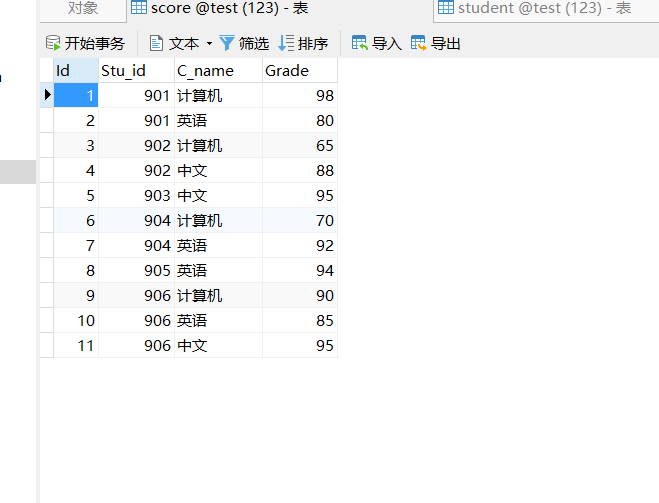 对象 score @test (123) - 表 student @test (123) - 表
开始事务 文本 筛选 排序 导入 导出
Id Stu_id C_name Grade
1 901 计算机 98
2 901 英语 80
3 902 计算机 65
4 902 中文 88
5 903 中文 95
6 904 计算机 70
7 904 英语 92
8 905 英语 94
9 906 计算机 90
10 906 英语 85
11 906 中文 95